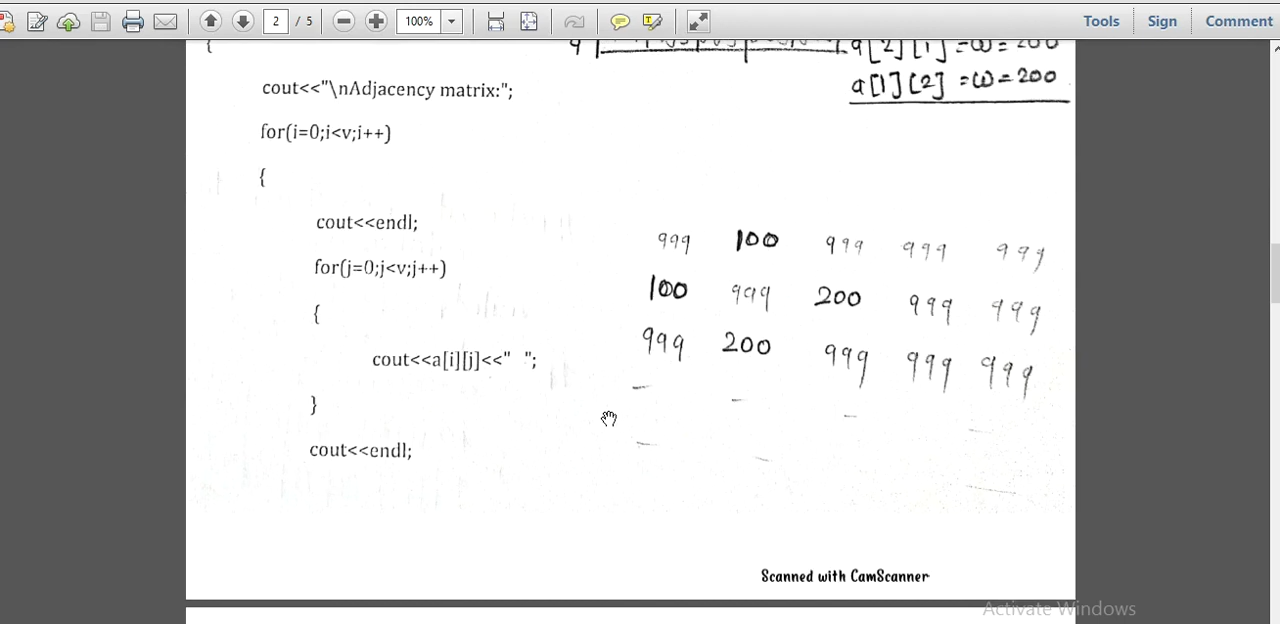 2 / 5 100% Tools Sign Comment
{
a[2][1] =w= 200
a[1][2] =w=200
cout<<"\nAdjacency matrix:";
for(i=0;i<v;i++)
{
cout<<endl;
999 100 999 999 999
for(j=0;j<v;j++)
100 999 200 999 999
{
999 200 999 999 999
cout<<a[i][j]<<" ";
}
cout<<endl;
Scanned with CamScanner
Activate Windows